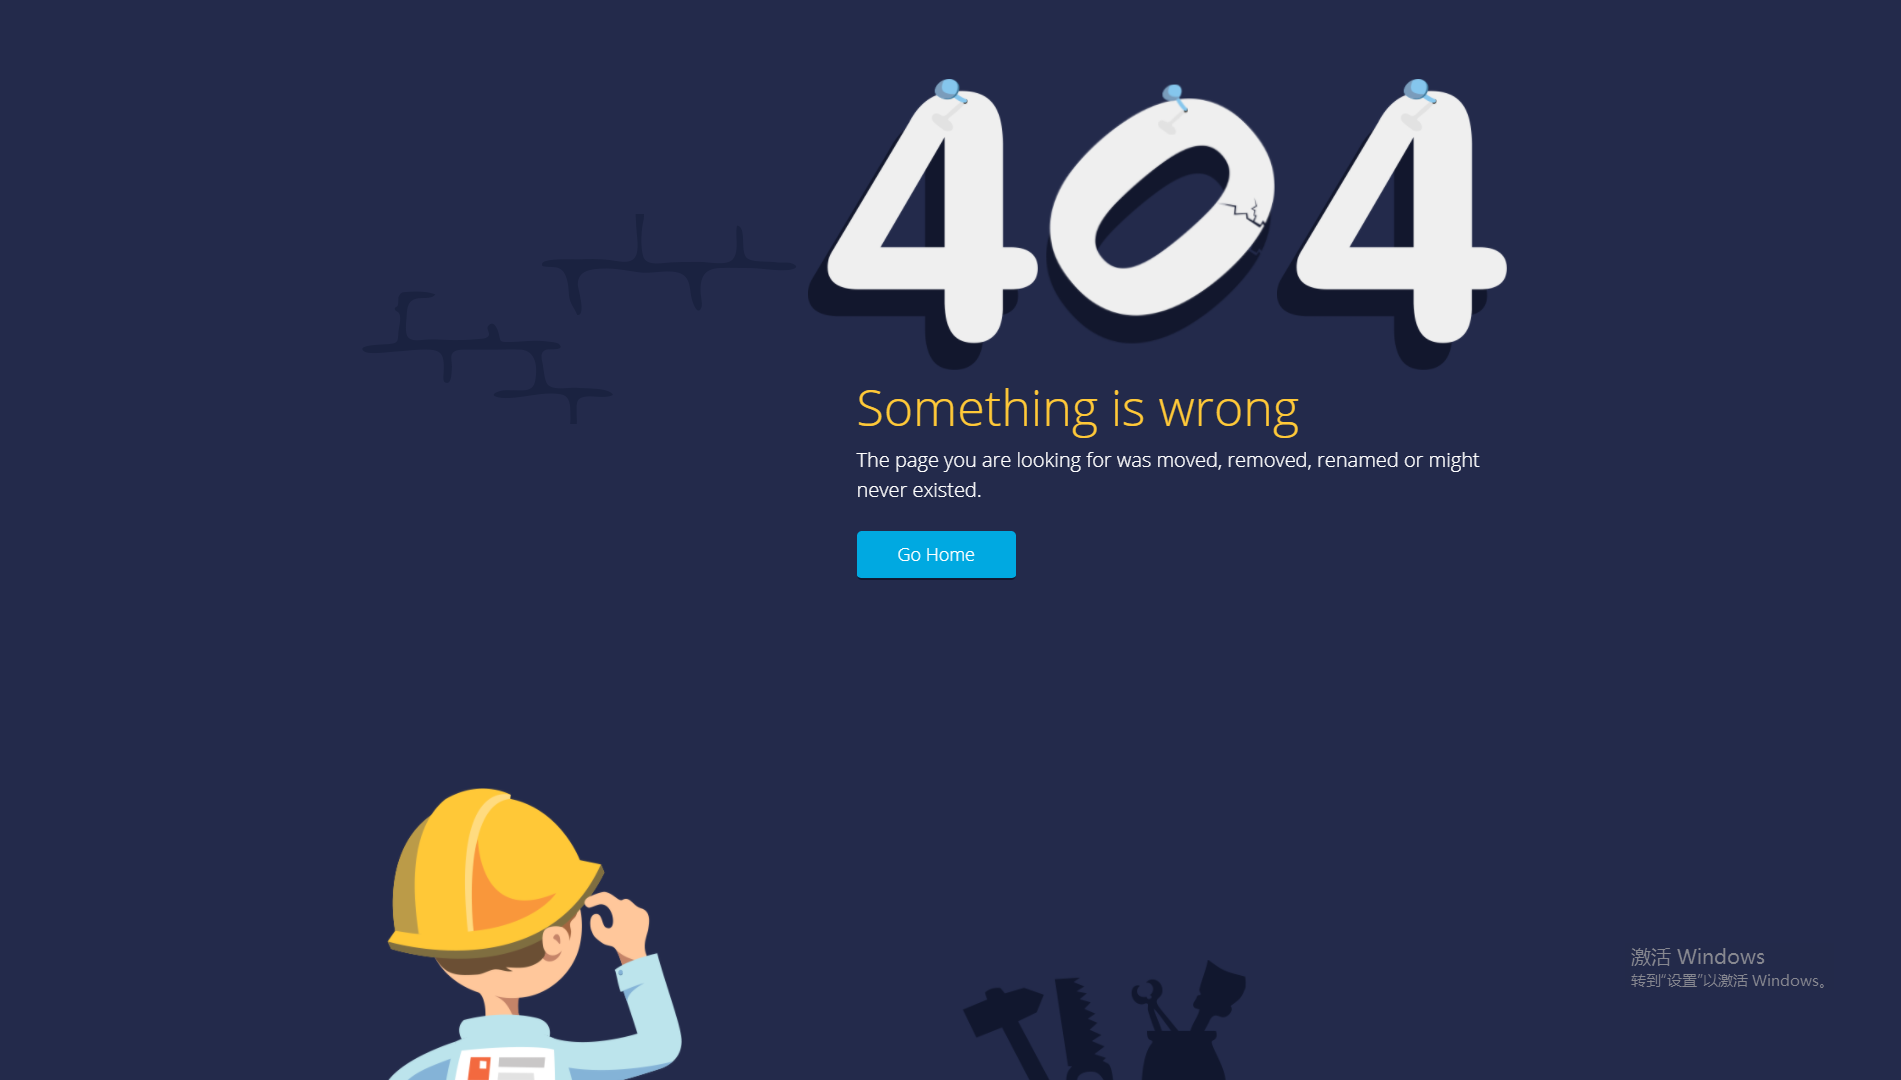 404
Something is wrong
The page you are looking for was moved, removed, renamed or might
never existed.
Go Home
激活 Windows
转到“设置”以激活 Windows。